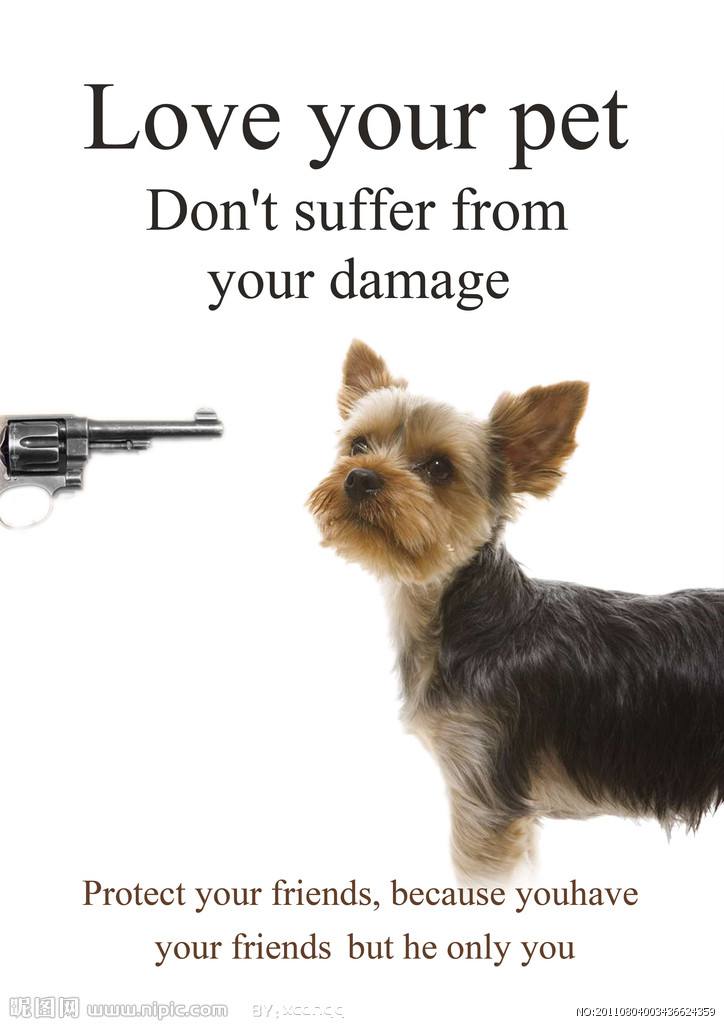 Love your pet
Don't suffer from
your damage
Protect your friends, because youhave
your friends but he only you
昵图网 www.nipic.com BY:xccnqq NO:20110804003436624359